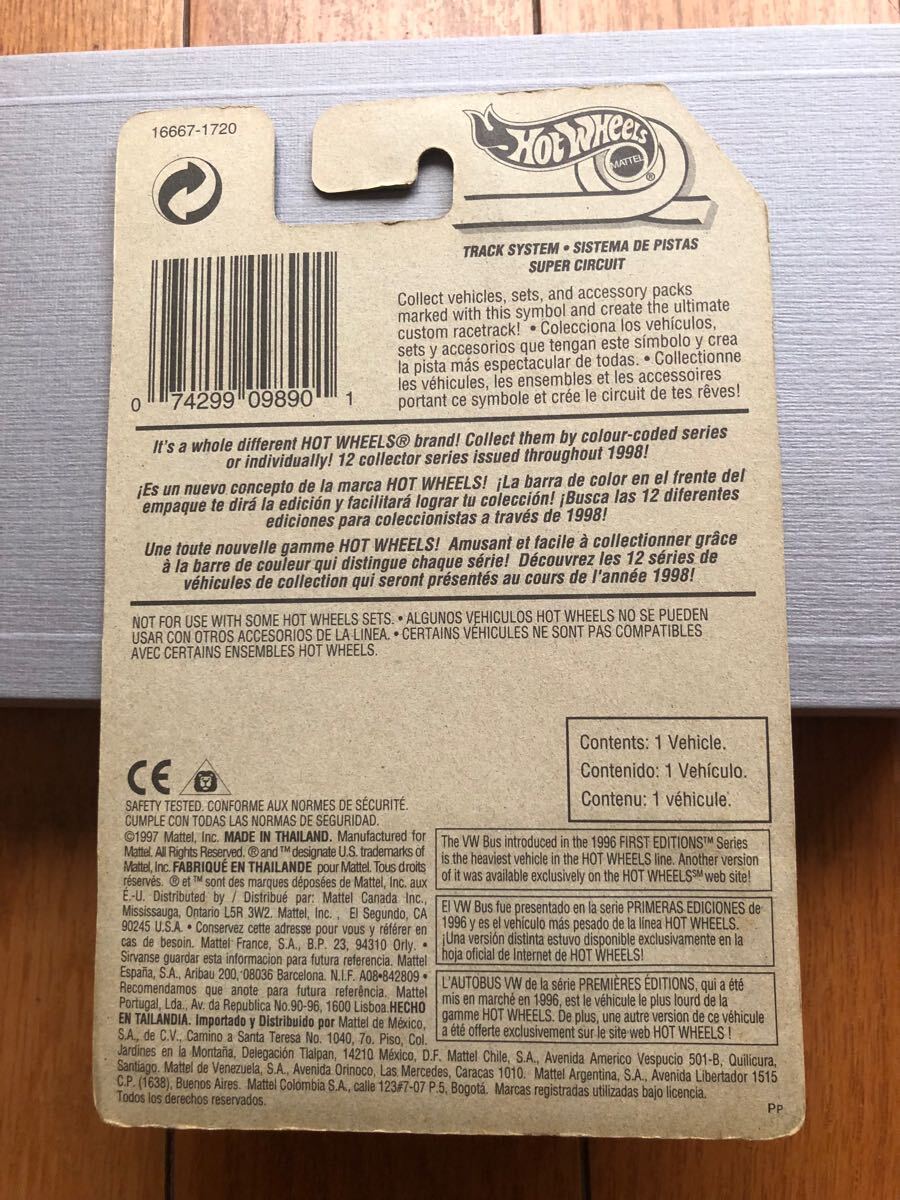 16667-1720
HOT WHEELS
MATTEL
®
TRACK SYSTEM • SISTEMA DE PISTAS
SUPER CIRCUIT
Collect vehicles, sets, and accessory packs
marked with this symbol and create the ultimate
custom racetrack! • Colecciona los vehículos,
sets y accesorios que tengan este símbolo y crea
la pista más espectacular de todas. • Collectionne
les véhicules, les ensembles et les accessoires
portant ce symbole et crée le circuit de tes rêves!
0 74299 09890 1
It's a whole different HOT WHEELS® brand! Collect them by colour-coded series
or individually! 12 collector series issued throughout 1998!
¡Es un nuevo concepto de la marca HOT WHEELS! ¡La barra de color en el frente del
empaque te dirá la edición y facilitará lograr tu colección! ¡Busca las 12 diferentes
ediciones para coleccionistas a través de 1998!
Une toute nouvelle gamme HOT WHEELS! Amusant et facile à collectionner grâce
à la barre de couleur qui distingue chaque série! Découvrez les 12 séries de
véhicules de collection qui seront présentés au cours de l'année 1998!
NOT FOR USE WITH SOME HOT WHEELS SETS. • ALGUNOS VEHICULOS HOT WHEELS NO SE PUEDEN
USAR CON OTROS ACCESORIOS DE LA LINEA. • CERTAINS VÉHICULES NE SONT PAS COMPATIBLES
AVEC CERTAINS ENSEMBLES HOT WHEELS.
Contents: 1 Vehicle.
Contenido: 1 Vehículo.
Contenu: 1 véhicule.
CE
SAFETY TESTED. CONFORME AUX NORMES DE SÉCURITÉ.
CUMPLE CON TODAS LAS NORMAS DE SEGURIDAD.
©1997 Mattel, Inc. MADE IN THAILAND. Manufactured for
Mattel. All Rights Reserved. ® and ™ designate U.S. trademarks of
Mattel, Inc. FABRIQUÉ EN THAILANDE pour Mattel. Tous droits
réservés. ® et ™ sont des marques déposées de Mattel, Inc. aux
É.-U. Distributed by / Distribué par: Mattel Canada Inc.,
Mississauga, Ontario L5R 3W2. Mattel, Inc., El Segundo, CA
90245 U.S.A. • Conservez cette adresse pour vous y référer en
cas de besoin. Mattel France, S.A., B.P. 23, 94310 Orly. •
Sirvanse guardar esta informacion para futura referencia. Mattel
España, S.A., Aribau 200, 08036 Barcelona. N.I.F. A08•842809 •
Recomendamos que anote para futura referência. Mattel
Portugal, Lda., Av. da Republica No.90-96, 1600 Lisboa. HECHO
EN TAILANDIA. Importado y Distribuido por Mattel de México,
S.A., de C.V., Camino a Santa Teresa No. 1040, 7o. Piso, Col.
Jardines en la Montaña, Delegación Tlalpan, 14210 México, D.F. Mattel Chile, S.A., Avenida Americo Vespucio 501-B, Quilicura,
Santiago. Mattel de Venezuela, S.A., Avenida Orinoco, Las Mercedes, Caracas 1010. Mattel Argentina, S.A., Avenida Libertador 1515
C.P. (1638), Buenos Aires. Mattel Colombia S.A., calle 123#7-07 P.5, Bogotá. Marcas registradas utilizadas bajo licencia.
Todos los derechos reservados.
The VW Bus introduced in the 1996 FIRST EDITIONS™ Series
is the heaviest vehicle in the HOT WHEELS line. Another version
of it was available exclusively on the HOT WHEELS℠ web site!
El VW Bus fue presentado en la serie PRIMERAS EDICIONES de
1996 y es el vehículo más pesado de la línea HOT WHEELS.
¡Una versión distinta estuvo disponible exclusivamente en la
hoja oficial de Internet de HOT WHEELS!
L'AUTOBUS VW de la série PREMIÈRES ÉDITIONS, qui a été
mis en marché en 1996, est le véhicule le plus lourd de la
gamme HOT WHEELS. De plus, une autre version de ce véhicule
a été offerte exclusivement sur le site web HOT WHEELS !
PP